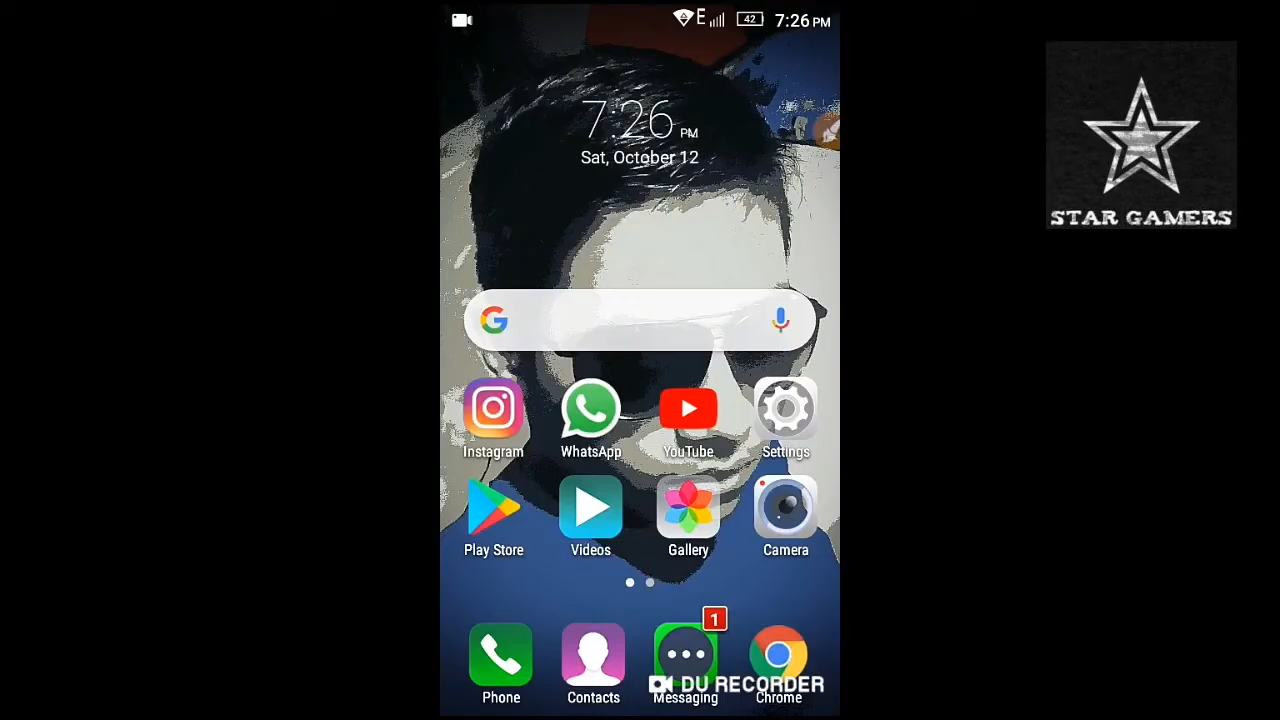 E 42 7:26 PM
7:26 PM
Sat, October 12
STAR GAMERS
Instagram WhatsApp YouTube Settings
Play Store Videos Gallery Camera
1
DU RECORDER
Phone Contacts Messaging Chrome